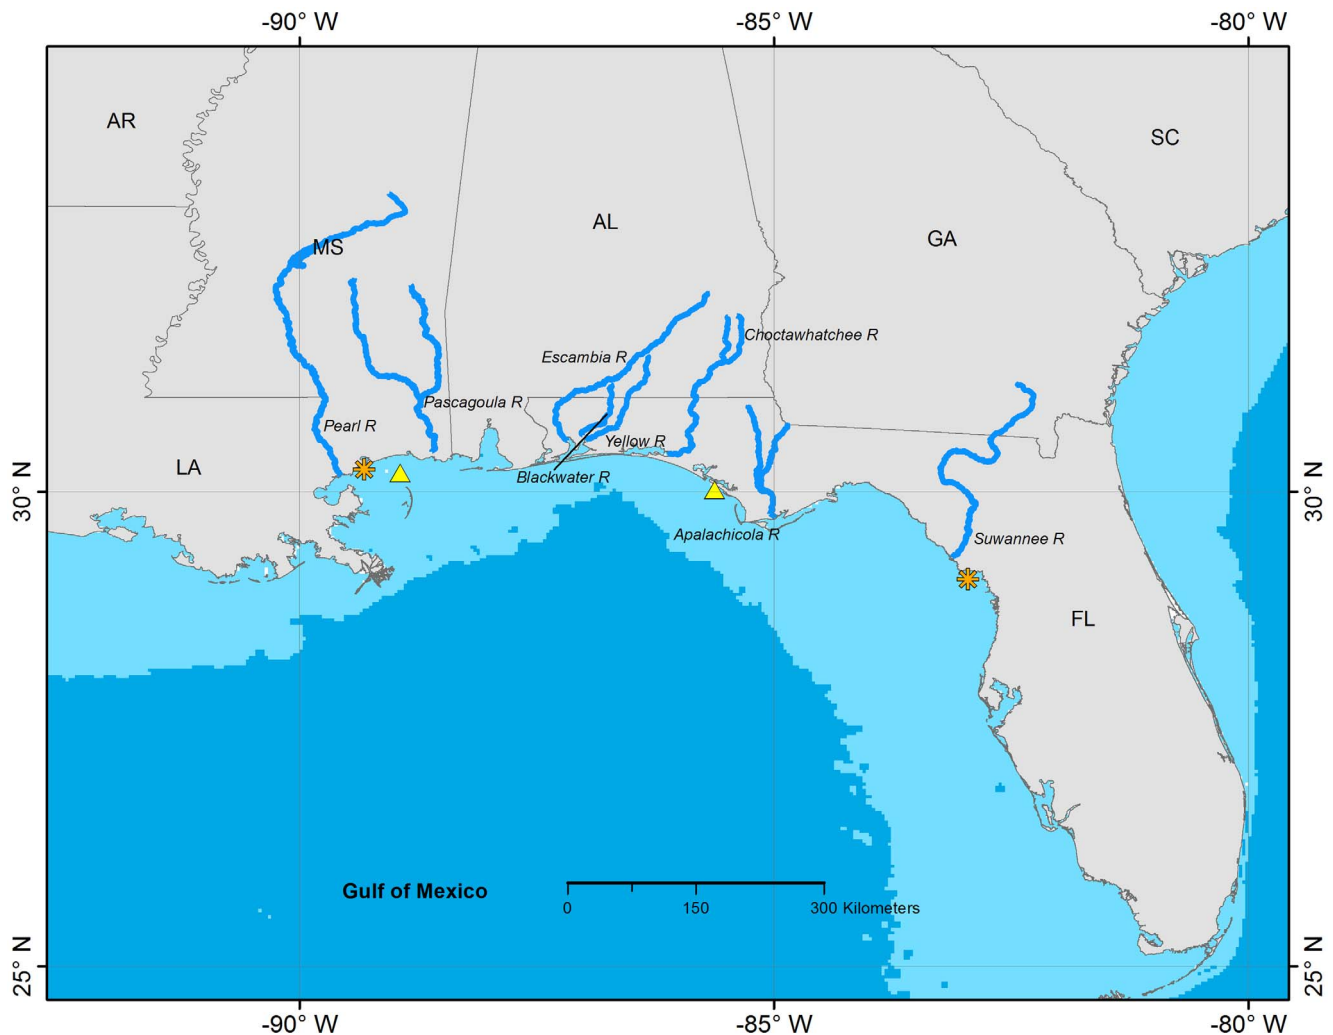 -90° W
-85° W
-80° W
AR
SC
AL
GA
MS
Choctawhatchee R
Escambia R
Pascagoula R
Pearl R
Yellow R
LA
Blackwater R
30° N
30° N
Apalachicola R
Suwannee R
FL
Gulf of Mexico
0
150
300 Kilometers
25° N
25° N
-90° W
-85° W
-80° W